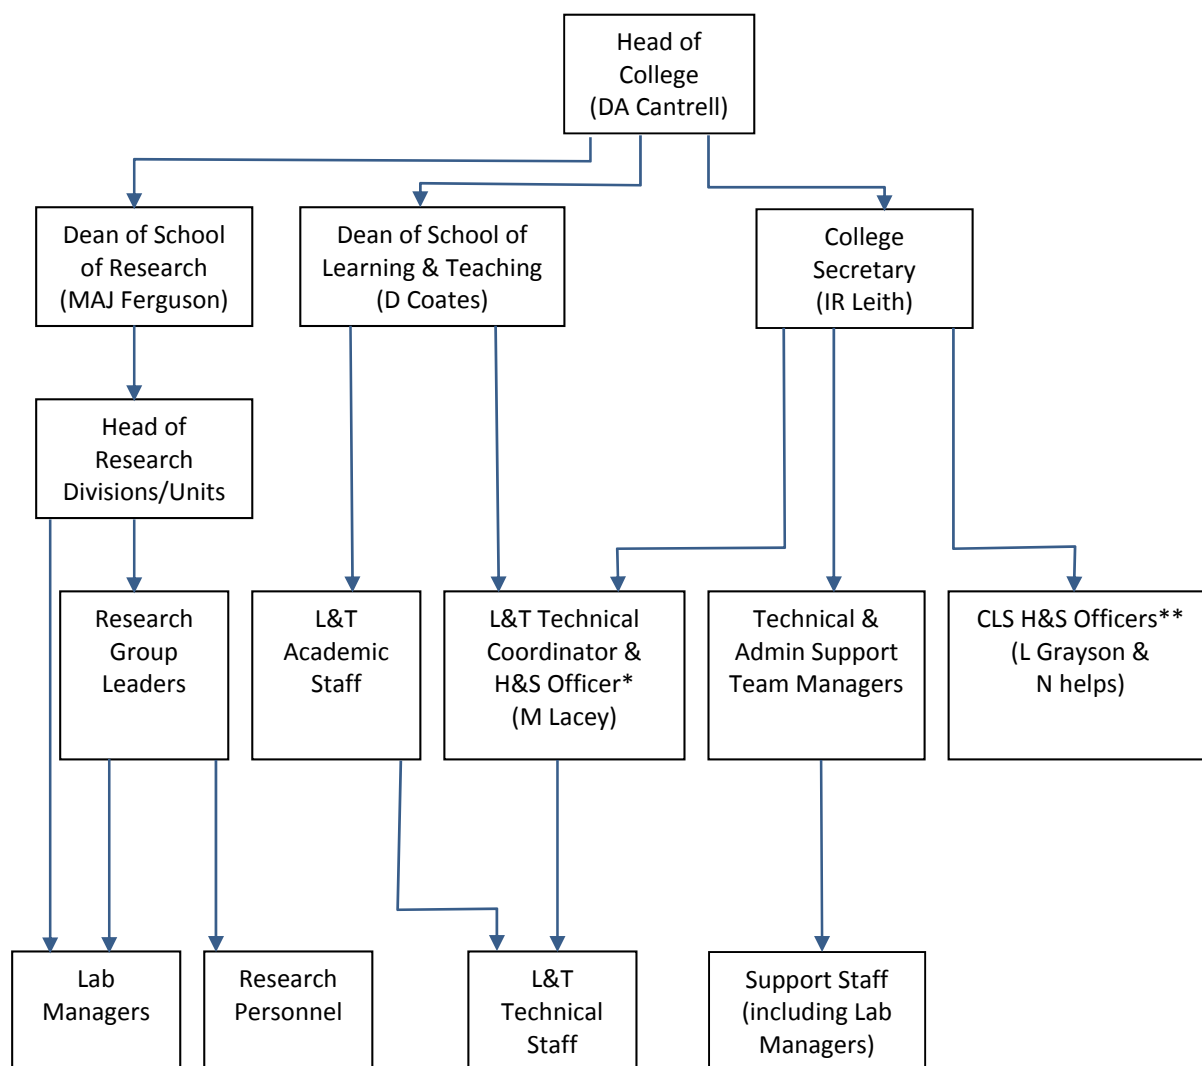 Head of
College
(DA Cantrell)
Dean of School
of Research
(MAJ Ferguson)
Dean of School of
Learning & Teaching
(D Coates)
College
Secretary
(IR Leith)
Head of
Research
Divisions/Units
Research
Group
Leaders
L&T
Academic
Staff
L&T Technical
Coordinator &
H&S Officer*
(M Lacey)
Technical &
Admin Support
Team Managers
CLS H&S Officers**
(L Grayson &
N helps)
Lab
Managers
Research
Personnel
L&T
Technical
Staff
Support Staff
(including Lab
Managers)